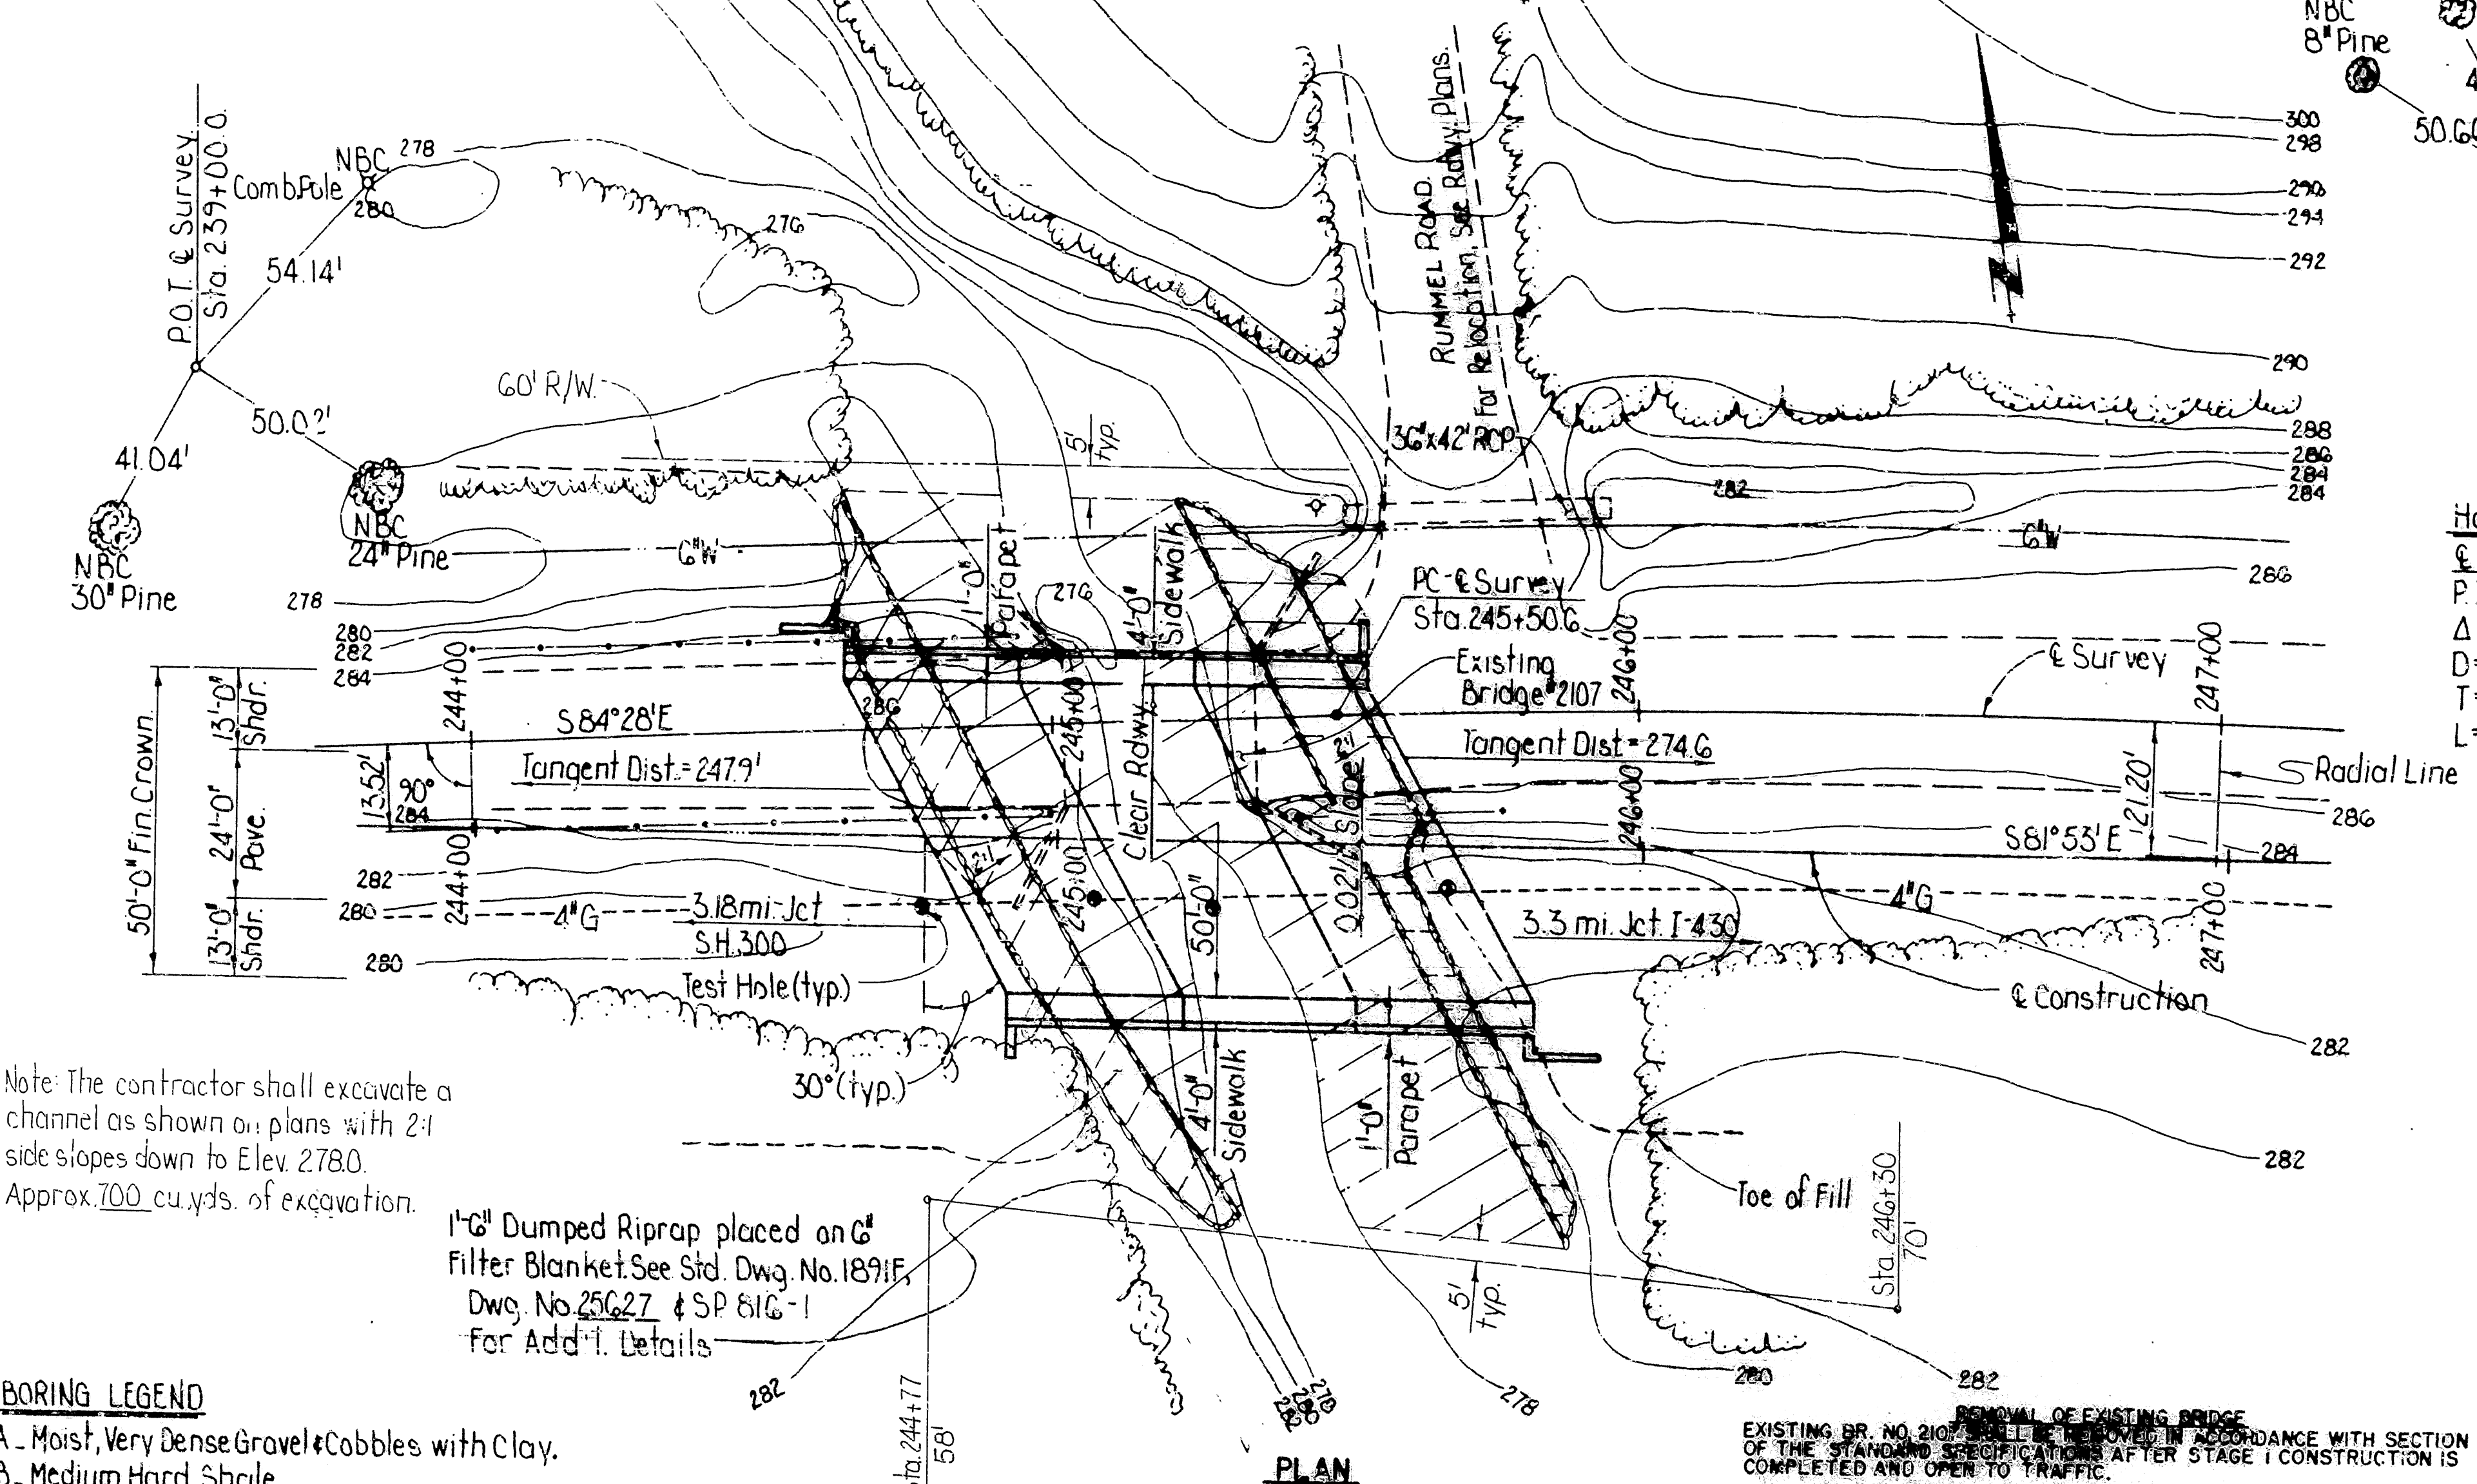 NBC
8" Pine
P.O.T. ℄ Survey
Sta. 239+00.0
NBC
278
Comb. Pole
280
54.14'
276
300
298
294
292
290
RUMMEL ROAD.
For Relocation, See Rdwy. Plans.
60' R/W.
50.02'
41.04'
5'
typ.
36"x42' RCP
288
286
284
284
282
NBC
24" Pine
NBC
30" Pine
6"W
6"W
278
286
280
282
284
1'-0"
Parapet
276
4'-0"
Sidewalk
PC-℄ Survey
Sta. 245+50.6
Existing
Bridge #2107
℄ Survey
244+00
245+00
246+00
247+00
50'-0" Fin. Crown
13'-0"
Shdr.
24'-0"
Pave.
13'-0"
Shdr.
286
S84°28'E
Tangent Dist. = 247.9'
Tangent Dist = 274.6
Clear Rdwy.
50'-0"
2:1
13.52'
90°
284
21.20'
Radial Line
286
S81°53'E
284
244+00
245+00
246+00
247+00
2:1
0.02'/' Slope
282
280
4"G
3.18 mi. Jct
S.H. 300
3.3 mi. Jct I-430
4"G
280
Test Hole (typ.)
℄ Construction
282
30° (typ.)
4'-0"
Sidewalk
1'-0"
Parapet
282
Toe of Fill
Sta. 246+30
70'
Note: The contractor shall excavate a
channel as shown on plans with 2:1
side slopes down to Elev. 278.0.
Approx. 700 cu. yds. of excavation.
1'-6" Dumped Riprap placed on 6"
Filter Blanket. See Std. Dwg. No. 1891F,
Dwg. No. 25627 & SP 816-1
For Add'l. Details
5'
typ.
282
278
280
282
Sta. 244+77
58'
BORING LEGEND
A - Moist, Very Dense Gravel & Cobbles with Clay.
B - Medium Hard Shale
PLAN
REMOVAL OF EXISTING BRIDGE
EXISTING BR. NO. 2107 SHALL BE REMOVED IN ACCORDANCE WITH SECTION
OF THE STANDARD SPECIFICATIONS AFTER STAGE 1 CONSTRUCTION IS
COMPLETED AND OPEN TO TRAFFIC.